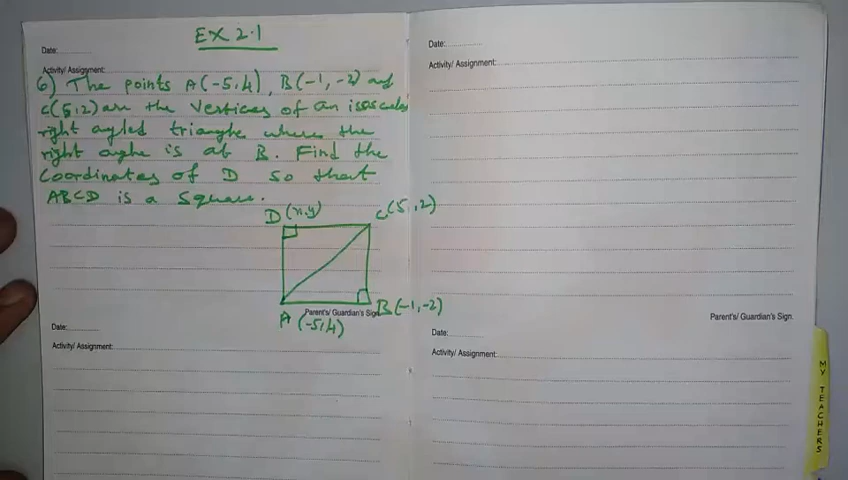 EX 2.1
Date:
Activity/ Assignment:
6) The points A(-5,4), B(-1,-2) and
C(5,2) are the vertices of an isosceles
right angled triangle where the
right angle is at B. Find the
Coordinates of D so that
ABCD is a square.
D (x,y)
C(5,2)
Parent's/ Guardian's Sign.
B(-1,-2)
A (-5,4)
Date:
Activity/ Assignment:
Date:
Activity/ Assignment:
Parent's/ Guardian's Sign.
Date:
Activity/ Assignment:
MY TEACHERS